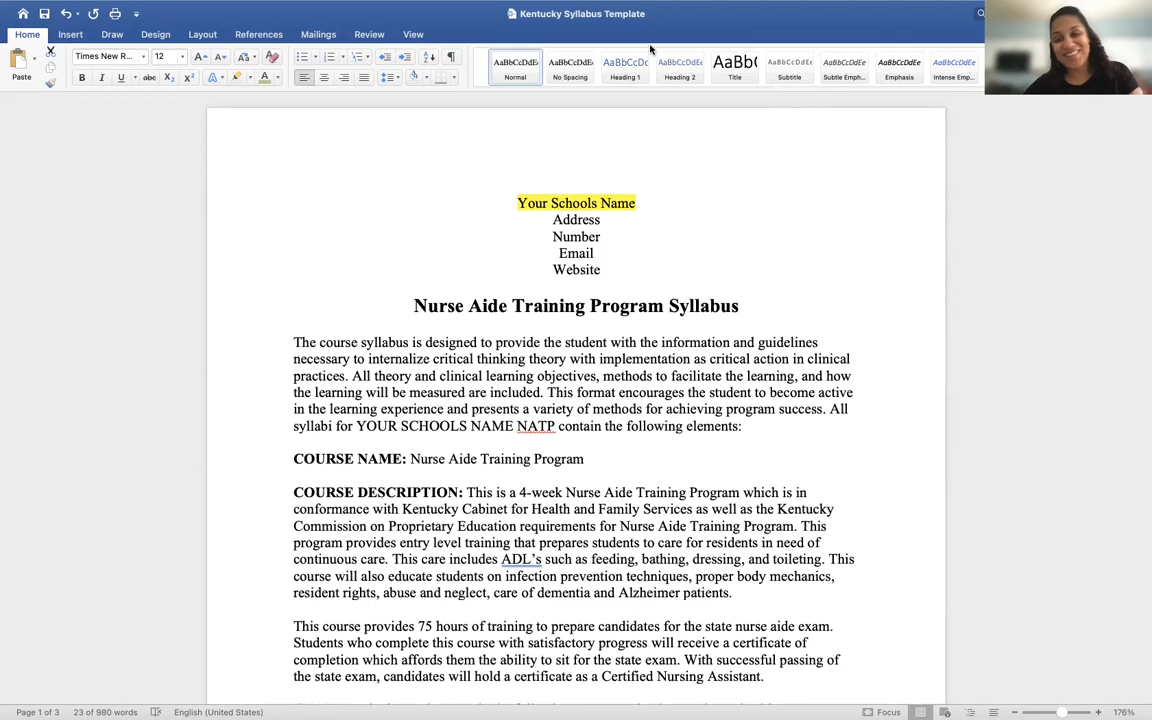 Kentucky Syllabus Template
Home Insert Draw Design Layout References Mailings Review View
Times New R... 12
Paste
AaBbCcDdE Normal
AaBbCcDdE No Spacing
AaBbCcDc Heading 1
AaBbCcDdE Heading 2
AaBb( Title
AaBbCcDdE Subtitle
AaBbCcDdEe Subtle Emph...
AaBbCcDdEe Emphasis
AaBbCcDdEe Intense Emp...
Your Schools Name
Address
Number
Email
Website
Nurse Aide Training Program Syllabus
The course syllabus is designed to provide the student with the information and guidelines
necessary to internalize critical thinking theory with implementation as critical action in clinical
practices. All theory and clinical learning objectives, methods to facilitate the learning, and how
the learning will be measured are included. This format encourages the student to become active
in the learning experience and presents a variety of methods for achieving program success. All
syllabi for YOUR SCHOOLS NAME NATP contain the following elements:
COURSE NAME: Nurse Aide Training Program
COURSE DESCRIPTION: This is a 4-week Nurse Aide Training Program which is in
conformance with Kentucky Cabinet for Health and Family Services as well as the Kentucky
Commission on Proprietary Education requirements for Nurse Aide Training Program. This
program provides entry level training that prepares students to care for residents in need of
continuous care. This care includes ADL's such as feeding, bathing, dressing, and toileting. This
course will also educate students on infection prevention techniques, proper body mechanics,
resident rights, abuse and neglect, care of dementia and Alzheimer patients.
This course provides 75 hours of training to prepare candidates for the state nurse aide exam.
Students who complete this course with satisfactory progress will receive a certificate of
completion which affords them the ability to sit for the state exam. With successful passing of
the state exam, candidates will hold a certificate as a Certified Nursing Assistant.
Page 1 of 3 23 of 980 words English (United States) Focus 176%